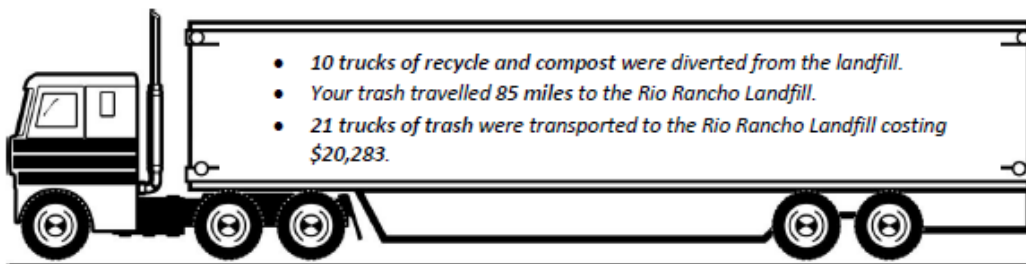 • 10 trucks of recycle and compost were diverted from the landfill.
• Your trash travelled 85 miles to the Rio Rancho Landfill.
• 21 trucks of trash were transported to the Rio Rancho Landfill costing
$20,283.